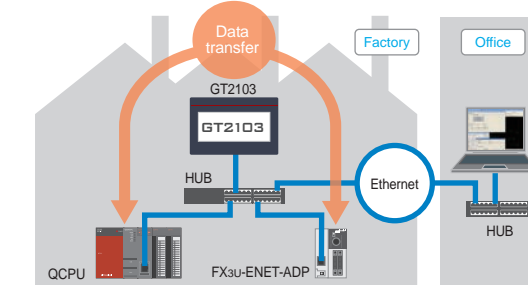 Data
transfer
Factory
Office
GT2103
GT2103
HUB
Ethernet
HUB
QCPU
FX3U-ENET-ADP